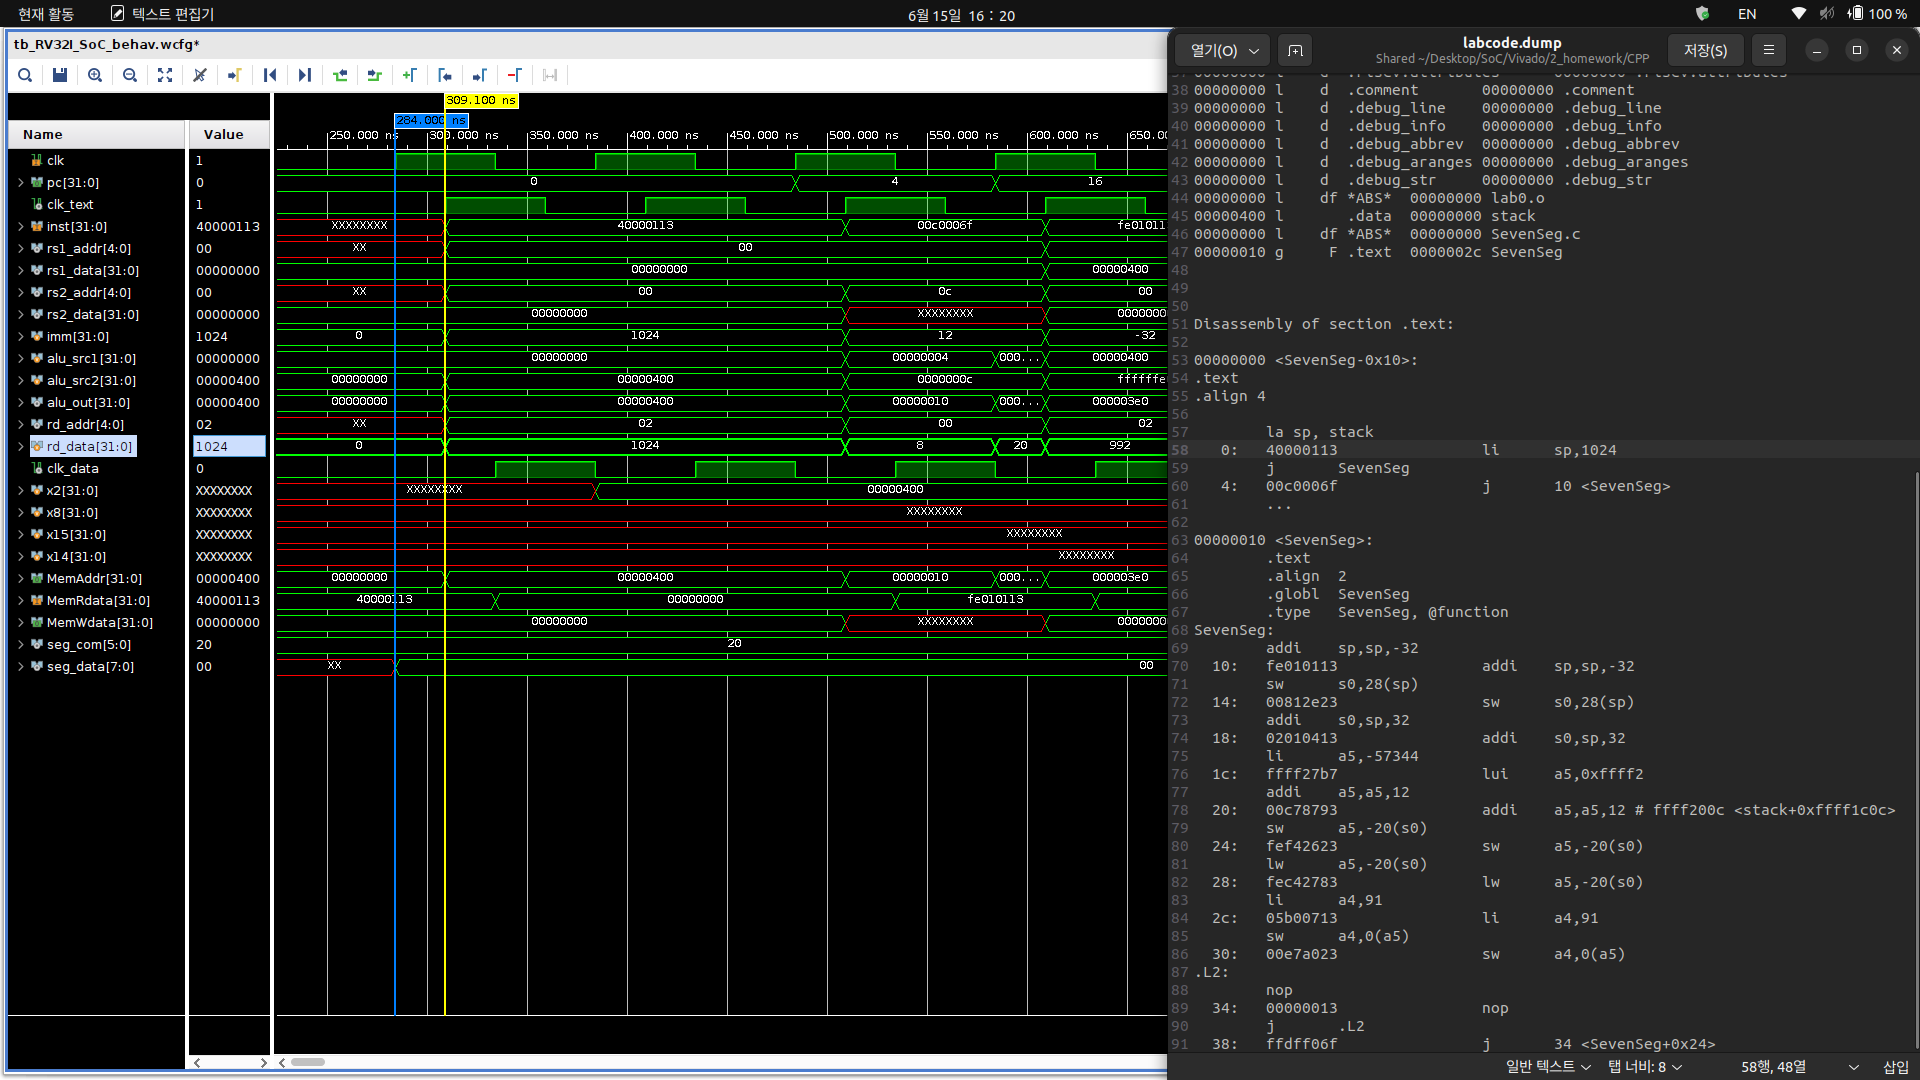 현재 활동 텍스트 편집기 6월 15일 16 : 20 EN 100 %
tb_RV32I_SoC_behav.wcfg*
309.100 ns
284.000 ns
250.000 ns 300.000 ns 350.000 ns 400.000 ns 450.000 ns 500.000 ns 550.000 ns 600.000 ns 650.0
Name Value
clk 1
pc[31:0] 0 0 4 16
clk_text 1
inst[31:0] 40000113 XXXXXXXX 40000113 00c0006f fe01011
rs1_addr[4:0] 00 XX 00
rs1_data[31:0] 00000000 00000000 00000400
rs2_addr[4:0] 00 XX 00 0c 00
rs2_data[31:0] 00000000 00000000 XXXXXXXX 0000000
imm[31:0] 1024 0 1024 12 -32
alu_src1[31:0] 00000000 00000000 00000004 000... 00000400
alu_src2[31:0] 00000400 00000000 00000400 0000000c ffffffe
alu_out[31:0] 00000400 00000000 00000400 00000010 000... 000003e0
rd_addr[4:0] 02 XX 02 00 02
rd_data[31:0] 1024 0 1024 8 20 992
clk_data 0
x2[31:0] XXXXXXXX XXXXXXXX 00000400
x8[31:0] XXXXXXXX XXXXXXXX
x15[31:0] XXXXXXXX XXXXXXXX
x14[31:0] XXXXXXXX XXXXXXXX
MemAddr[31:0] 00000400 00000000 00000400 00000010 000... 000003e0
MemRdata[31:0] 40000113 40000113 00000000 fe010113
MemWdata[31:0] 00000000 00000000 XXXXXXXX 0000000
seg_com[5:0] 20 20
seg_data[7:0] 00 XX 00
열기(O) labcode.dump 저장(S)
Shared ~/Desktop/SoC/Vivado/2_homework/CPP
38 00000000 l d .comment 00000000 .comment
39 00000000 l d .debug_line 00000000 .debug_line
40 00000000 l d .debug_info 00000000 .debug_info
41 00000000 l d .debug_abbrev 00000000 .debug_abbrev
42 00000000 l d .debug_aranges 00000000 .debug_aranges
43 00000000 l d .debug_str 00000000 .debug_str
44 00000000 l df *ABS* 00000000 lab0.o
45 00000400 l .data 00000000 stack
46 00000000 l df *ABS* 00000000 SevenSeg.c
47 00000010 g F .text 0000002c SevenSeg
48
49
50
51 Disassembly of section .text:
52
53 00000000 <SevenSeg-0x10>:
54 .text
55 .align 4
56
57 la sp, stack
58 0: 40000113 li sp,1024
59 j SevenSeg
60 4: 00c0006f j 10 <SevenSeg>
61 ...
62
63 00000010 <SevenSeg>:
64 .text
65 .align 2
66 .globl SevenSeg
67 .type SevenSeg, @function
68 SevenSeg:
69 addi sp,sp,-32
70 10: fe010113 addi sp,sp,-32
71 sw s0,28(sp)
72 14: 00812e23 sw s0,28(sp)
73 addi s0,sp,32
74 18: 02010413 addi s0,sp,32
75 li a5,-57344
76 1c: ffff27b7 lui a5,0xffff2
77 addi a5,a5,12
78 20: 00c78793 addi a5,a5,12 # ffff200c <stack+0xffff1c0c>
79 sw a5,-20(s0)
80 24: fef42623 sw a5,-20(s0)
81 lw a5,-20(s0)
82 28: fec42783 lw a5,-20(s0)
83 li a4,91
84 2c: 05b00713 li a4,91
85 sw a4,0(a5)
86 30: 00e7a023 sw a4,0(a5)
87 .L2:
88 nop
89 34: 00000013 nop
90 j .L2
91 38: ffdff06f j 34 <SevenSeg+0x24>
일반 텍스트 탭 너비: 8 58행, 48열 삽입